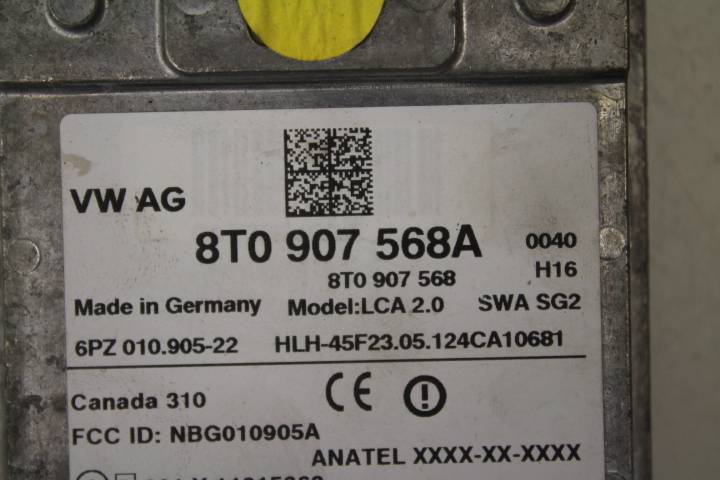 VW AG
8T0 907 568A 0040
8T0 907 568 H16
Made in Germany Model:LCA 2.0 SWA SG2
6PZ 010.905-22 HLH-45F23.05.124CA10681
Canada 310 CE
FCC ID: NBG010905A
ANATEL XXXX-XX-XXXX